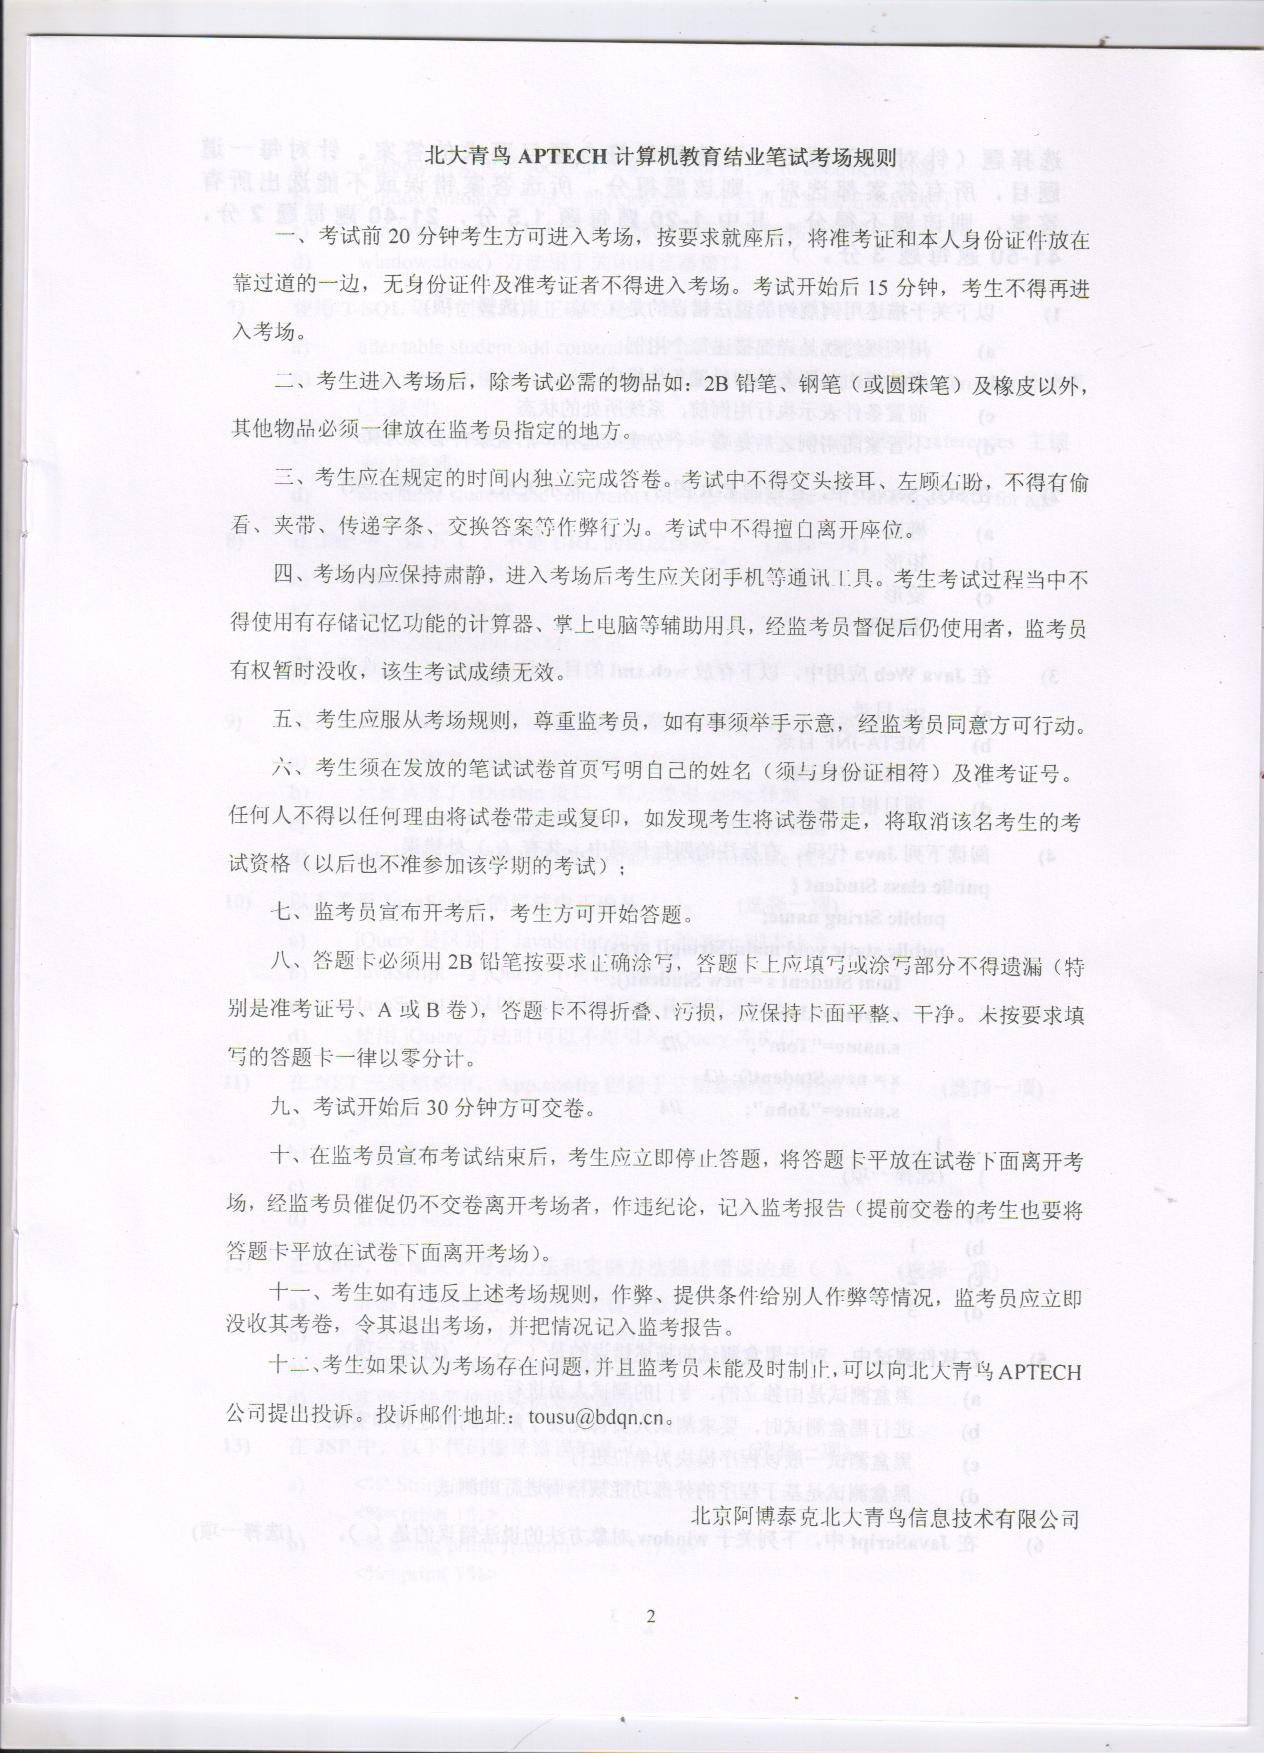 北大青鸟 APTECH 计算机教育结业笔试考场规则
一、考试前 20 分钟考生方可进入考场，按要求就座后，将准考证和本人身份证件放在
靠过道的一边，无身份证件及准考证者不得进入考场。考试开始后 15 分钟，考生不得再进
入考场。
二、考生进入考场后，除考试必需的物品如：2B 铅笔、钢笔（或圆珠笔）及橡皮以外，
其他物品必须一律放在监考员指定的地方。
三、考生应在规定的时间内独立完成答卷。考试中不得交头接耳、左顾右盼，不得有偷
看、夹带、传递字条、交换答案等作弊行为。考试中不得擅自离开座位。
四、考场内应保持肃静，进入考场后考生应关闭手机等通讯工具。考生考试过程当中不
得使用有存储记忆功能的计算器、掌上电脑等辅助用具，经监考员督促后仍使用者，监考员
有权暂时没收，该生考试成绩无效。
五、考生应服从考场规则，尊重监考员，如有事须举手示意，经监考员同意方可行动。
六、考生须在发放的笔试试卷首页写明自己的姓名（须与身份证相符）及准考证号。
任何人不得以任何理由将试卷带走或复印，如发现考生将试卷带走，将取消该名考生的考
试资格（以后也不准参加该学期的考试）；
七、监考员宣布开考后，考生方可开始答题。
八、答题卡必须用 2B 铅笔按要求正确涂写，答题卡上应填写或涂写部分不得遗漏（特
别是准考证号、A 或 B 卷），答题卡不得折叠、污损，应保持卡面平整、干净。未按要求填
写的答题卡一律以零分计。
九、考试开始后 30 分钟方可交卷。
十、在监考员宣布考试结束后，考生应立即停止答题，将答题卡平放在试卷下面离开考
场，经监考员催促仍不交卷离开考场者，作违纪论，记入监考报告（提前交卷的考生也要将
答题卡平放在试卷下面离开考场）。
十一、考生如有违反上述考场规则，作弊、提供条件给别人作弊等情况，监考员应立即
没收其考卷，令其退出考场，并把情况记入监考报告。
十二、考生如果认为考场存在问题，并且监考员未能及时制止，可以向北大青鸟 APTECH
公司提出投诉。投诉邮件地址：tousu@bdqn.cn。
北京阿博泰克北大青鸟信息技术有限公司
2